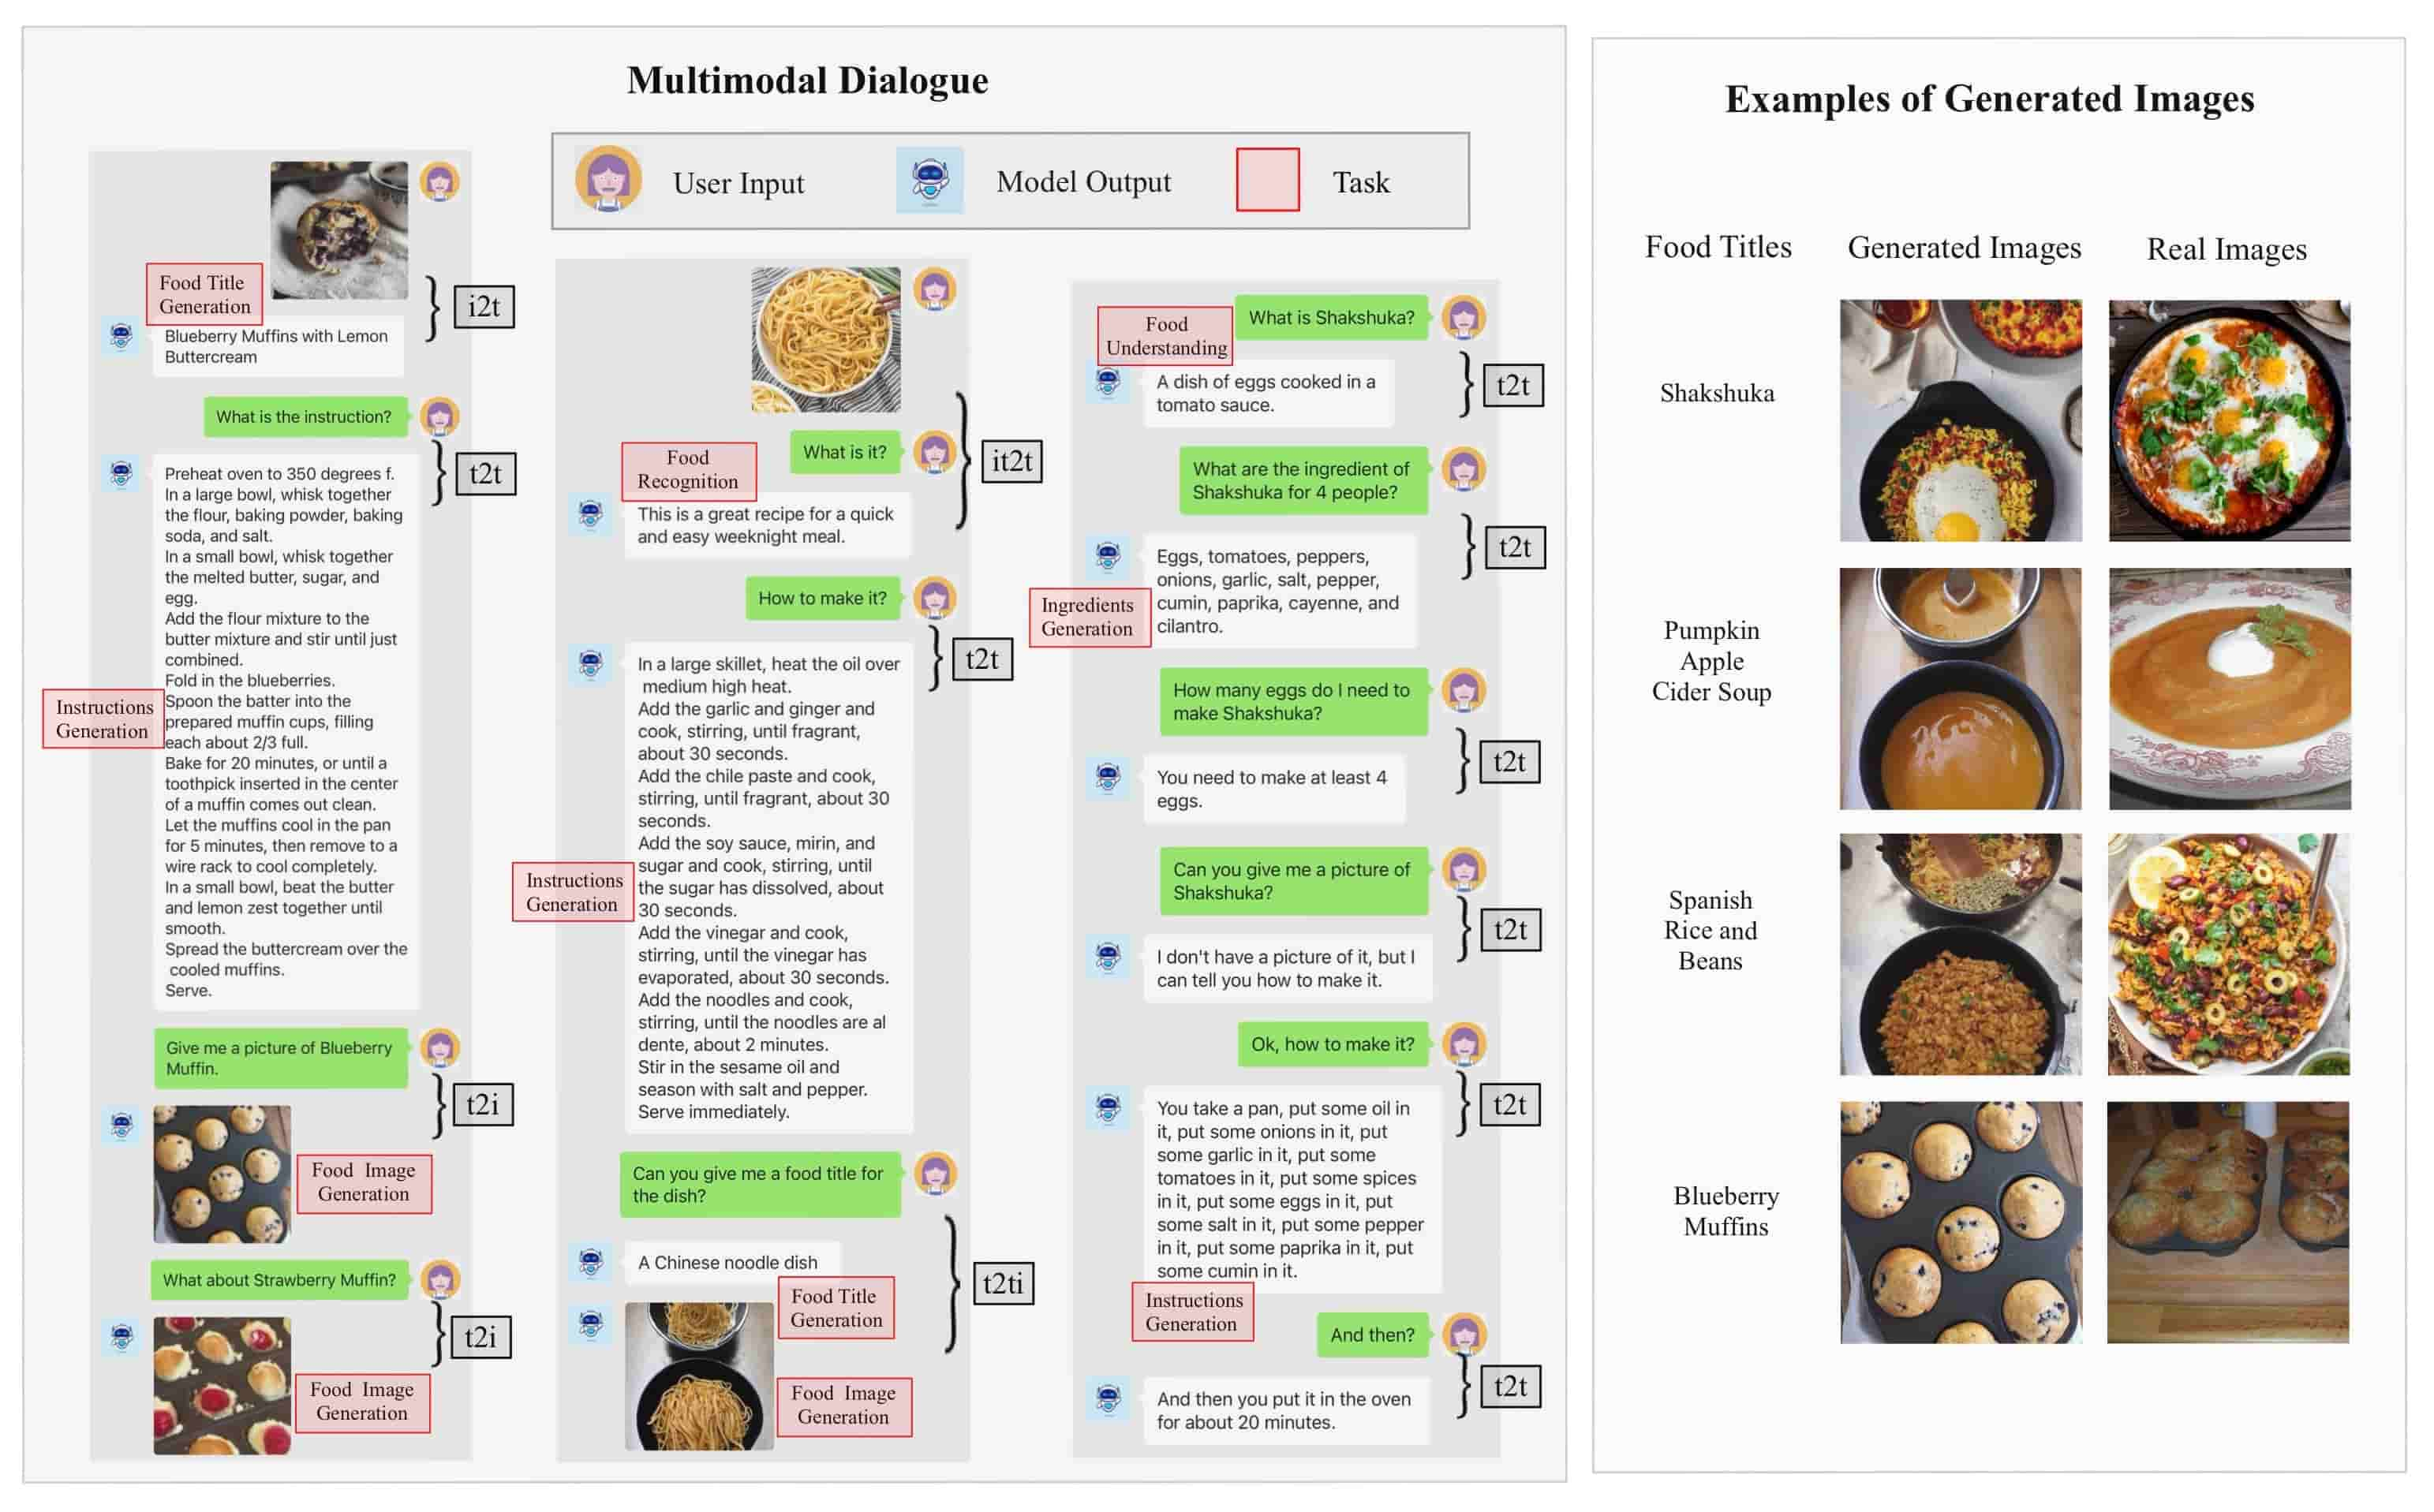 Multimodal Dialogue
User Input
Model Output
Task
Food Title
Generation
i2t
Blueberry Muffins with Lemon
Buttercream
What is the instruction?
t2t
Preheat oven to 350 degrees f.
In a large bowl, whisk together
the flour, baking powder, baking
soda, and salt.
In a small bowl, whisk together
the melted butter, sugar, and
egg.
Add the flour mixture to the
butter mixture and stir until just
combined.
Fold in the blueberries.
Spoon the batter into the
prepared muffin cups, filling
each about 2/3 full.
Bake for 20 minutes, or until a
toothpick inserted in the center
of a muffin comes out clean.
Let the muffins cool in the pan
for 5 minutes, then remove to a
wire rack to cool completely.
In a small bowl, beat the butter
and lemon zest together until
smooth.
Spread the buttercream over the
cooled muffins.
Serve.
Instructions
Generation
Give me a picture of Blueberry
Muffin.
t2i
Food Image
Generation
What about Strawberry Muffin?
t2i
Food Image
Generation
What is it?
it2t
Food
Recognition
This is a great recipe for a quick
and easy weeknight meal.
How to make it?
t2t
In a large skillet, heat the oil over
medium high heat.
Add the garlic and ginger and
cook, stirring, until fragrant,
about 30 seconds.
Add the chile paste and cook,
stirring, until fragrant, about 30
seconds.
Add the soy sauce, mirin, and
sugar and cook, stirring, until
the sugar has dissolved, about
30 seconds.
Add the vinegar and cook,
stirring, until the vinegar has
evaporated, about 30 seconds.
Add the noodles and cook,
stirring, until the noodles are al
dente, about 2 minutes.
Stir in the sesame oil and
season with salt and pepper.
Serve immediately.
Instructions
Generation
Can you give me a food title for
the dish?
A Chinese noodle dish
t2ti
Food Title
Generation
Food Image
Generation
What is Shakshuka?
Food
Understanding
t2t
A dish of eggs cooked in a
tomato sauce.
What are the ingredient of
Shakshuka for 4 people?
t2t
Eggs, tomatoes, peppers,
onions, garlic, salt, pepper,
cumin, paprika, cayenne, and
cilantro.
Ingredients
Generation
How many eggs do I need to
make Shakshuka?
t2t
You need to make at least 4
eggs.
Can you give me a picture of
Shakshuka?
t2t
I don't have a picture of it, but I
can tell you how to make it.
Ok, how to make it?
t2t
You take a pan, put some oil in
it, put some onions in it, put
some garlic in it, put some
tomatoes in it, put some spices
in it, put some eggs in it, put
some salt in it, put some pepper
in it, put some paprika in it, put
some cumin in it.
Instructions
Generation
And then?
t2t
And then you put it in the oven
for about 20 minutes.
Examples of Generated Images
Food Titles
Generated Images
Real Images
Shakshuka
Pumpkin
Apple
Cider Soup
Spanish
Rice and
Beans
Blueberry
Muffins